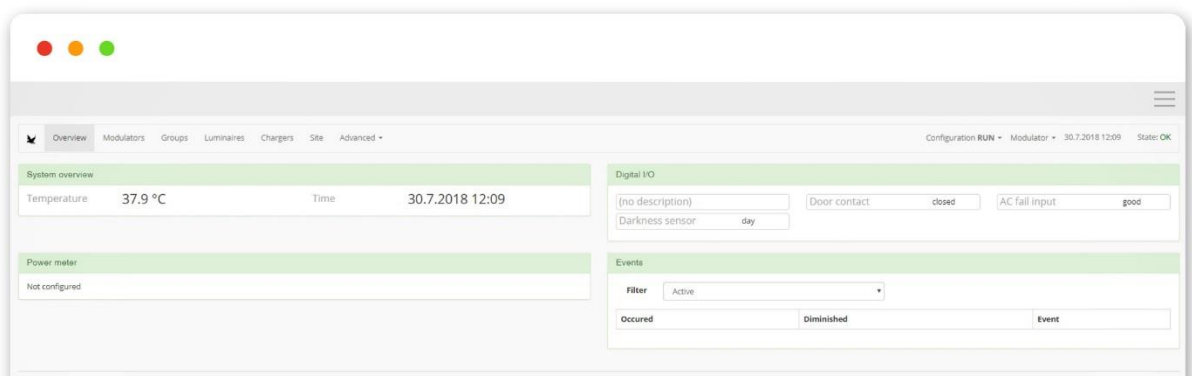 Overview Modulators Groups Luminaires Chargers Site Advanced Configuration RUN Modulator 30.7.2018 12:09 State: OK
System overview
Temperature 37.9 °C Time 30.7.2018 12:09
Digital I/O
(no description) Door contact closed AC fail input good
Darkness sensor day
Power meter
Not configured
Events
Filter Active
Occured Diminished Event